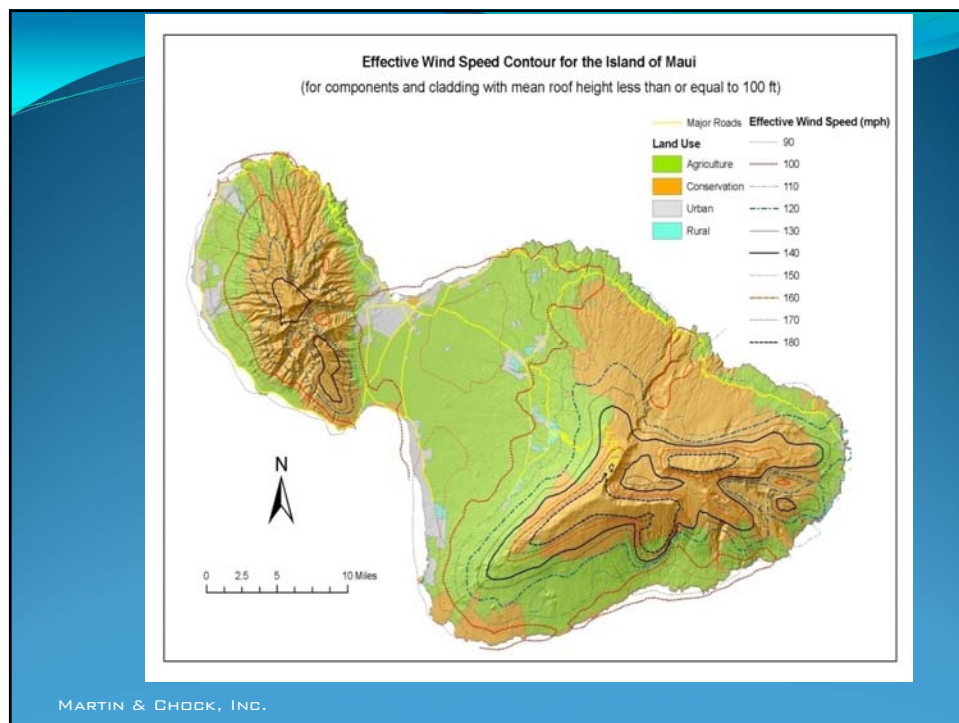 Effective Wind Speed Contour for the Island of Maui
(for components and cladding with mean roof height less than or equal to 100 ft)
Major Roads
Land Use
Agriculture
Conservation
Urban
Rural
Effective Wind Speed (mph)
90
100
110
120
130
140
150
160
170
180
N
0 2.5 5 10 Miles
MARTIN & CHOCK, INC.